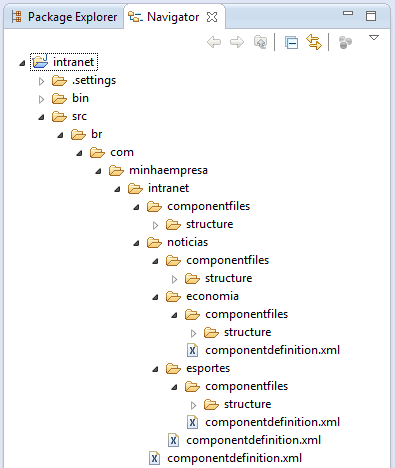 Package Explorer Navigator
intranet
.settings
bin
src
br
com
minhaempresa
intranet
componentfiles
structure
noticias
componentfiles
structure
economia
componentfiles
structure
componentdefinition.xml
esportes
componentfiles
structure
componentdefinition.xml
componentdefinition.xml
componentdefinition.xml